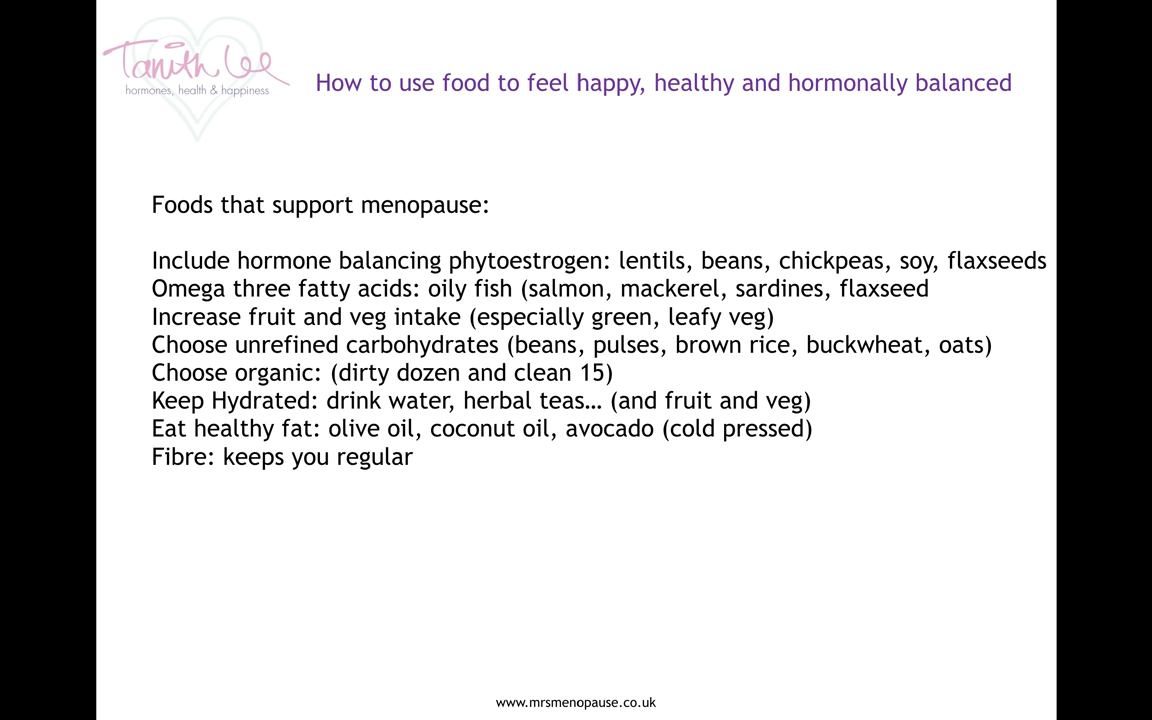 Tanith Lee
hormones, health & happiness
How to use food to feel happy, healthy and hormonally balanced
Foods that support menopause:
Include hormone balancing phytoestrogen: lentils, beans, chickpeas, soy, flaxseeds
Omega three fatty acids: oily fish (salmon, mackerel, sardines, flaxseed
Increase fruit and veg intake (especially green, leafy veg)
Choose unrefined carbohydrates (beans, pulses, brown rice, buckwheat, oats)
Choose organic: (dirty dozen and clean 15)
Keep Hydrated: drink water, herbal teas… (and fruit and veg)
Eat healthy fat: olive oil, coconut oil, avocado (cold pressed)
Fibre: keeps you regular
www.mrsmenopause.co.uk